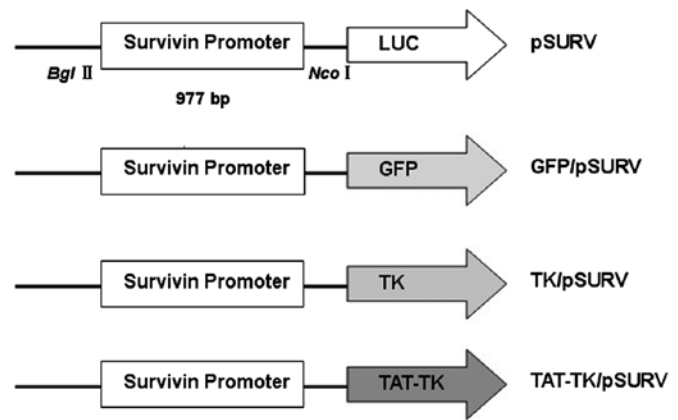 Survivin Promoter LUC pSURV
Bgl II Nco I
977 bp
Survivin Promoter GFP GFP/pSURV
Survivin Promoter TK TK/pSURV
Survivin Promoter TAT-TK TAT-TK/pSURV